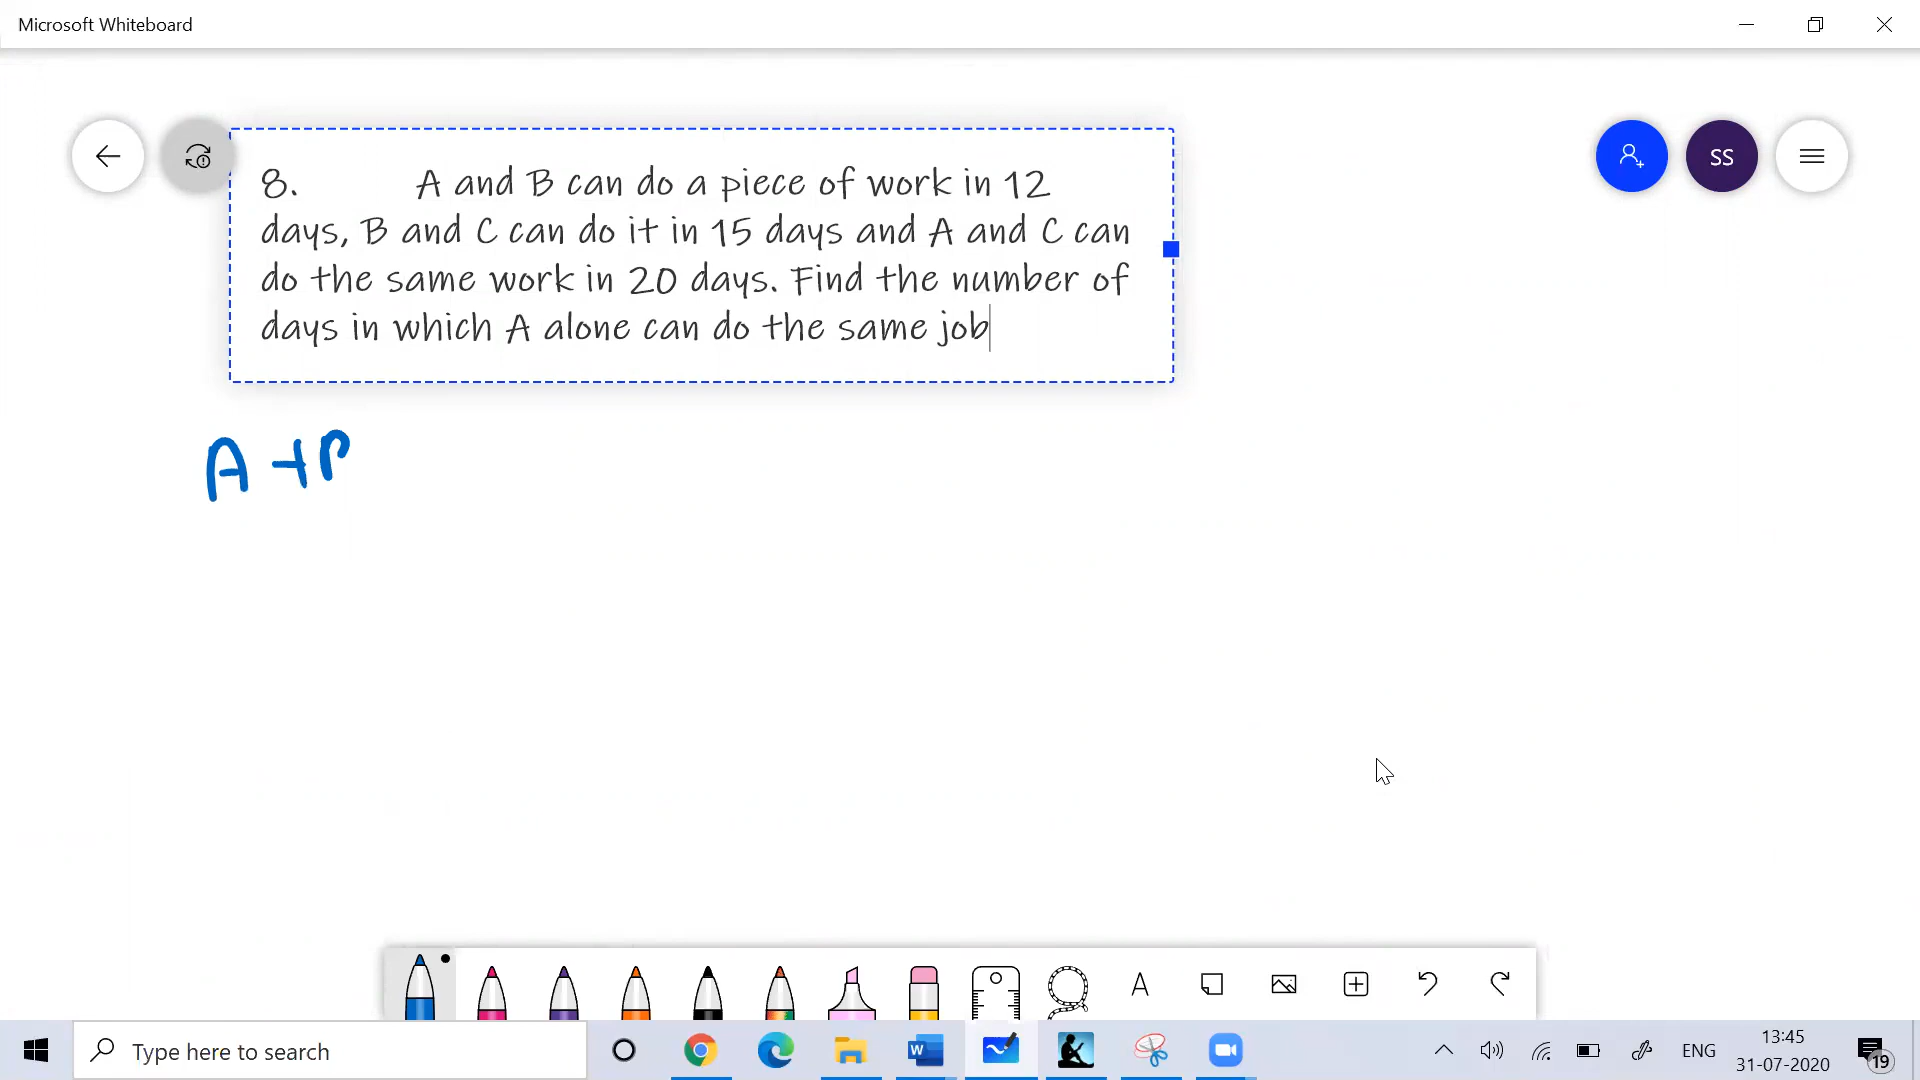 Microsoft Whiteboard
SS
8. A and B can do a piece of work in 12
days, B and C can do it in 15 days and A and C can
do the same work in 20 days. Find the number of
days in which A alone can do the same job
A + P
A
Type here to search
W
ENG
13:45
31-07-2020
19